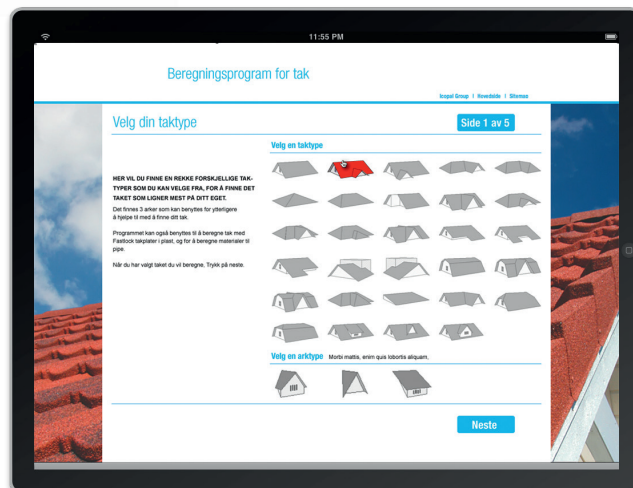 11:55 PM
Beregningsprogram for tak
Icopal Group | Hovedside | Sitemap
Velg din taktype
Side 1 av 5
Velg en taktype
HER VIL DU FINNE EN REKKE FORSKJELLIGE TAK-
TYPER SOM DU KAN VELGE FRA, FOR Å FINNE DET
TAKET SOM LIGNER MEST PÅ DITT EGET.
Det finnes 3 arker som kan benyttes for ytterligere
å hjelpe til med å finne ditt tak.
Programmet kan også benyttes til å beregne tak med
Fastlock takplater i plast, og for å beregne materialer til
pipe.
Når du har valgt taket du vil beregne, Trykk på neste.
Velg en arktype Morbi mattis, enim quis lobortis aliquam,
Neste